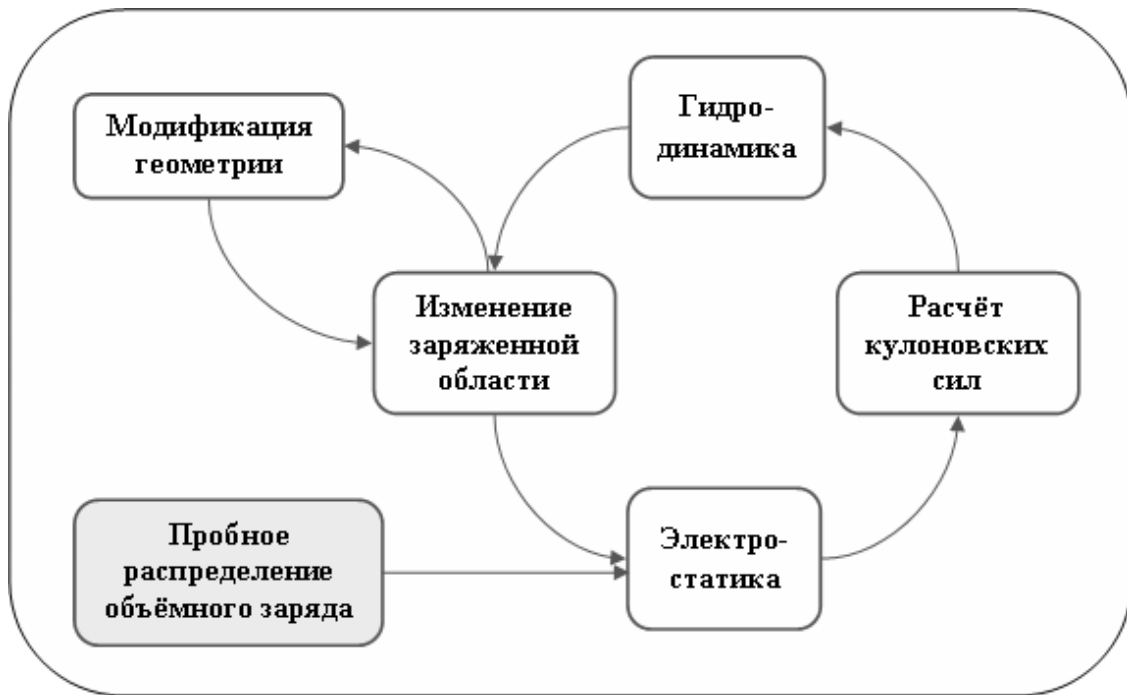 Модификация
геометрии
Гидро-
динамика
Изменение
заряженной
области
Расчёт
кулоновских
сил
Пробное
распределение
объёмного заряда
Электро-
статика